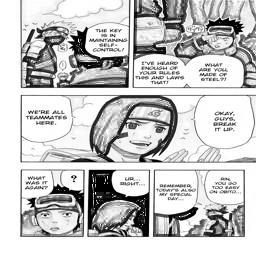 WHAT
ARE YOU,
MADE OF
STEEL??
I'VE HEARD
ENOUGH OF
YOUR RULES
THIS AND LAWS
THAT!
THE KEY
IS IN
MAINTAINING
SELF-
CONTROL!
OKAY,
GUYS,
BREAK
IT UP.
WE'RE ALL
TEAMMATES
HERE.
RIN,
YOU GO
TOO EASY
ON OBITO...
REMEMBER,
TODAY'S ALSO
MY SPECIAL
DAY...
UR...
RIGHT...
?
WHAT
WAS IT
AGAIN?